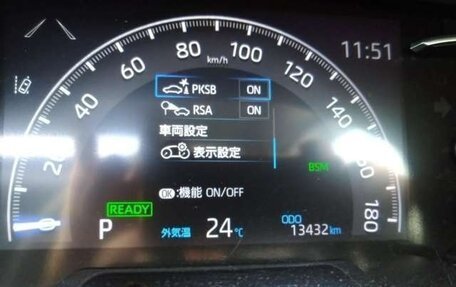 11:51
80 100
60 km/h 120
140
40
20
160
180
PKSB ON
RSA ON
車両設定
表示設定
OK:機能 ON/OFF
BSM
READY
P
外気温 24℃
ODO
13432 km